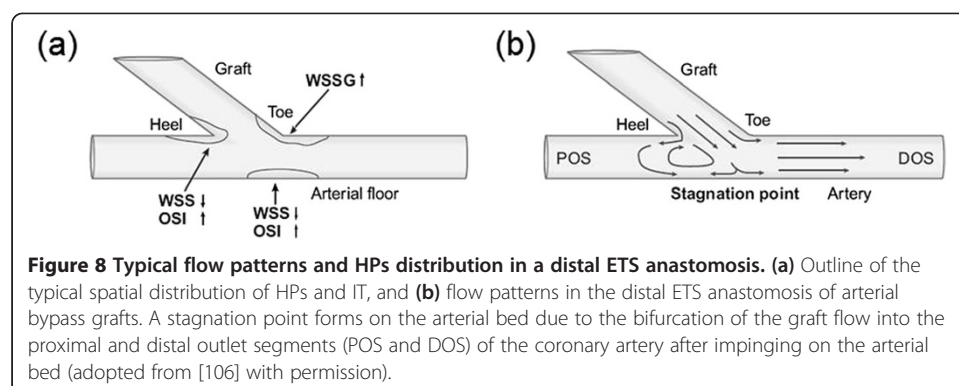 (a)
Graft
WSSG ↑
Toe
Heel
WSS ↓
OSI ↑
Arterial floor
WSS ↓
OSI ↑
(b)
Graft
Heel
Toe
POS
DOS
Stagnation point
Artery
Figure 8 Typical flow patterns and HPs distribution in a distal ETS anastomosis. (a) Outline of the
typical spatial distribution of HPs and IT, and (b) flow patterns in the distal ETS anastomosis of arterial
bypass grafts. A stagnation point forms on the arterial bed due to the bifurcation of the graft flow into the
proximal and distal outlet segments (POS and DOS) of the coronary artery after impinging on the arterial
bed (adopted from [106] with permission).